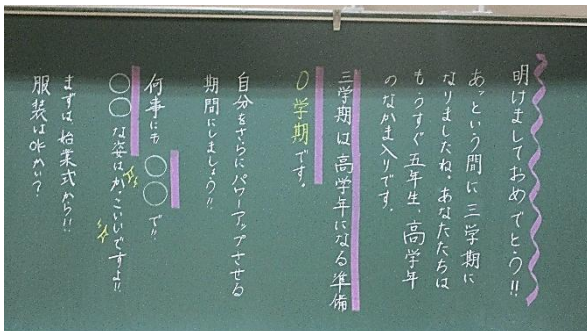 明けましておめでとう!!
あっという間に三学期に
なりましたね。あなたたちは
もうすぐ五年生、高学年
のなかま入りです。
三学期は高学年になる準備
〇学期です。
自分をさらにパワーアップさせる
期間にしましょう!!
何事にも〇〇で!!
〇〇な姿はかっこいいですよ!!
まずは始業式から!!
服装はOKかい?